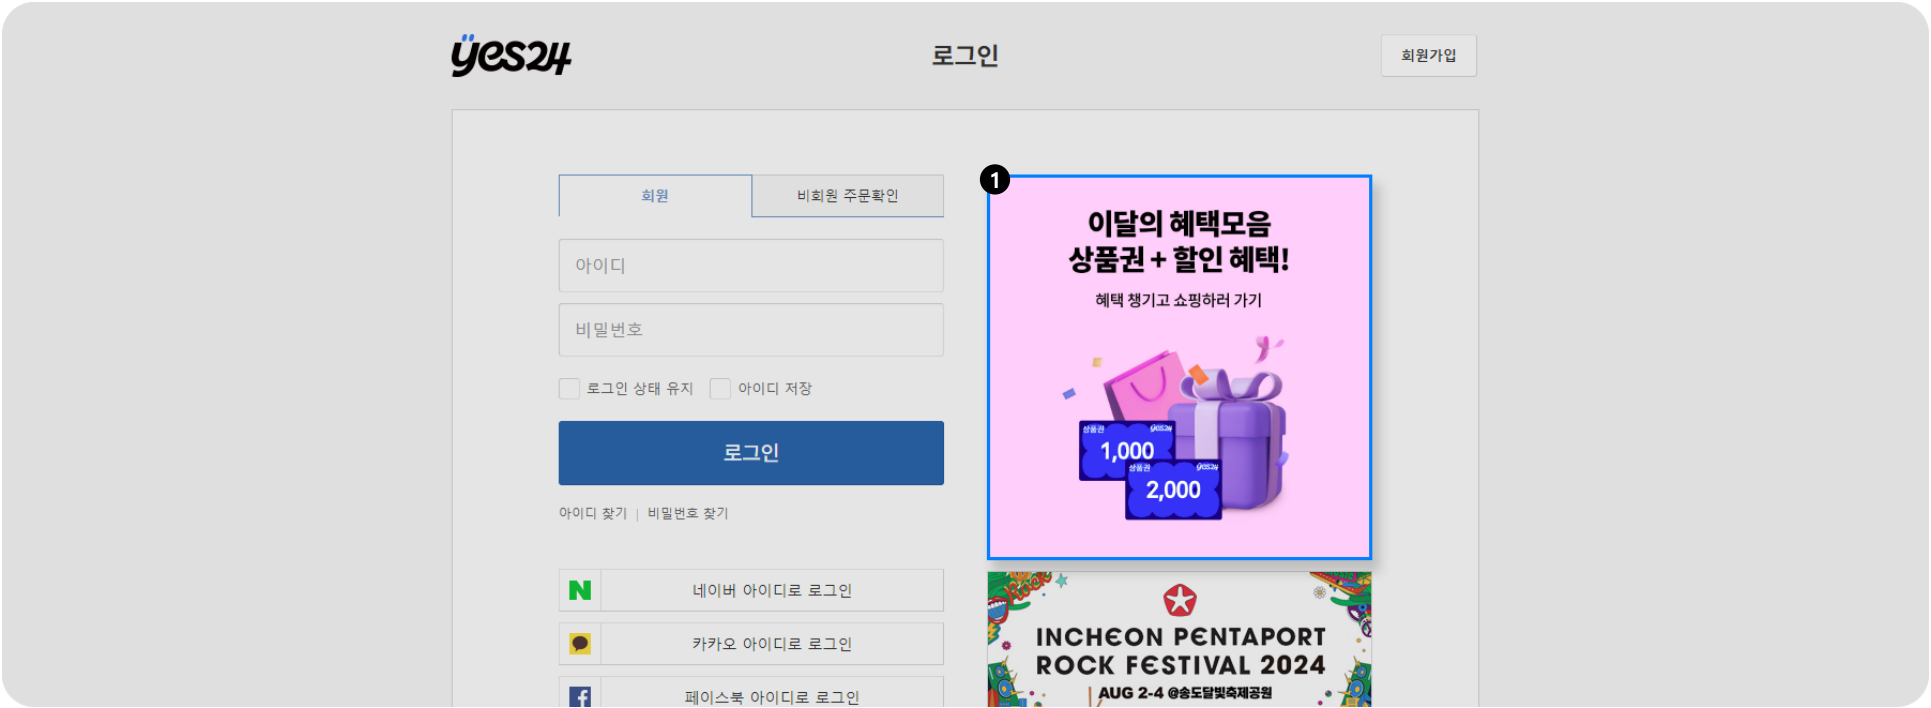 yes24
로그인
회원가입
회원
비회원 주문확인
아이디
비밀번호
로그인 상태 유지
아이디 저장
로그인
아이디 찾기 | 비밀번호 찾기
N
네이버 아이디로 로그인
카카오 아이디로 로그인
f
페이스북 아이디로 로그인
1
이달의 혜택모음
상품권 + 할인 혜택!
혜택 챙기고 쇼핑하러 가기
상품권 yes24
1,000
상품권 yes24
2,000
Rock
INCHEON PENTAPORT
ROCK FESTIVAL 2024
AUG 2-4 @송도달빛축제공원